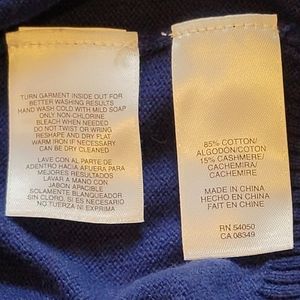 TURN GARMENT INSIDE OUT FOR
BETTER WASHING RESULTS
HAND WASH COLD WITH MILD SOAP
ONLY NON-CHLORINE
BLEACH WHEN NEEDED
DO NOT TWIST OR WRING
RESHAPE AND DRY FLAT
WARM IRON IF NECESSARY
CAN BE DRY CLEANED
LAVE CON AL PARTE DE
ADENTRO HACIA AFUERA PARA
MEJORES RESULTADOS
LAVAR A MANO CON
JABON APACIBLE
SOLAMENTE BLANQUEADOR
SIN CLORO, SI ES NECESARIO
NO TUERZA NI EXPRIMA
85% COTTON/
ALGODÓN/COTON
15% CASHMERE/
CACHEMIRA/
CACHEMIRE
MADE IN CHINA
HECHO EN CHINA
FAIT EN CHINA
RN 54050
CA 08349